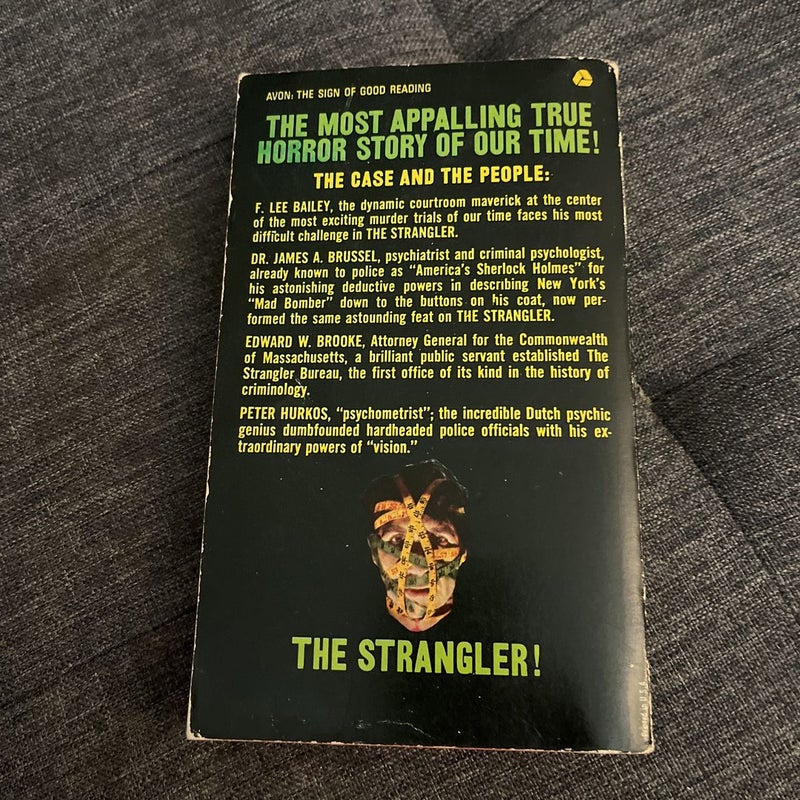 AVON: THE SIGN OF GOOD READING
THE MOST APPALLING TRUE
HORROR STORY OF OUR TIME!
THE CASE AND THE PEOPLE:
F. LEE BAILEY, the dynamic courtroom maverick at the center
of the most exciting murder trials of our time faces his most
difficult challenge in THE STRANGLER.
DR. JAMES A. BRUSSEL, psychiatrist and criminal psychologist,
already known to police as "America's Sherlock Holmes" for
his astonishing deductive powers in describing New York's
"Mad Bomber" down to the buttons on his coat, now per-
formed the same astounding feat on THE STRANGLER.
EDWARD W. BROOKE, Attorney General for the Commonwealth
of Massachusetts, a brilliant public servant established The
Strangler Bureau, the first office of its kind in the history of
criminology.
PETER HURKOS, "psychometrist"; the incredible Dutch psychic
genius dumbfounded hardheaded police officials with his ex-
traordinary powers of "vision."
THE STRANGLER!
Printed in U.S.A.